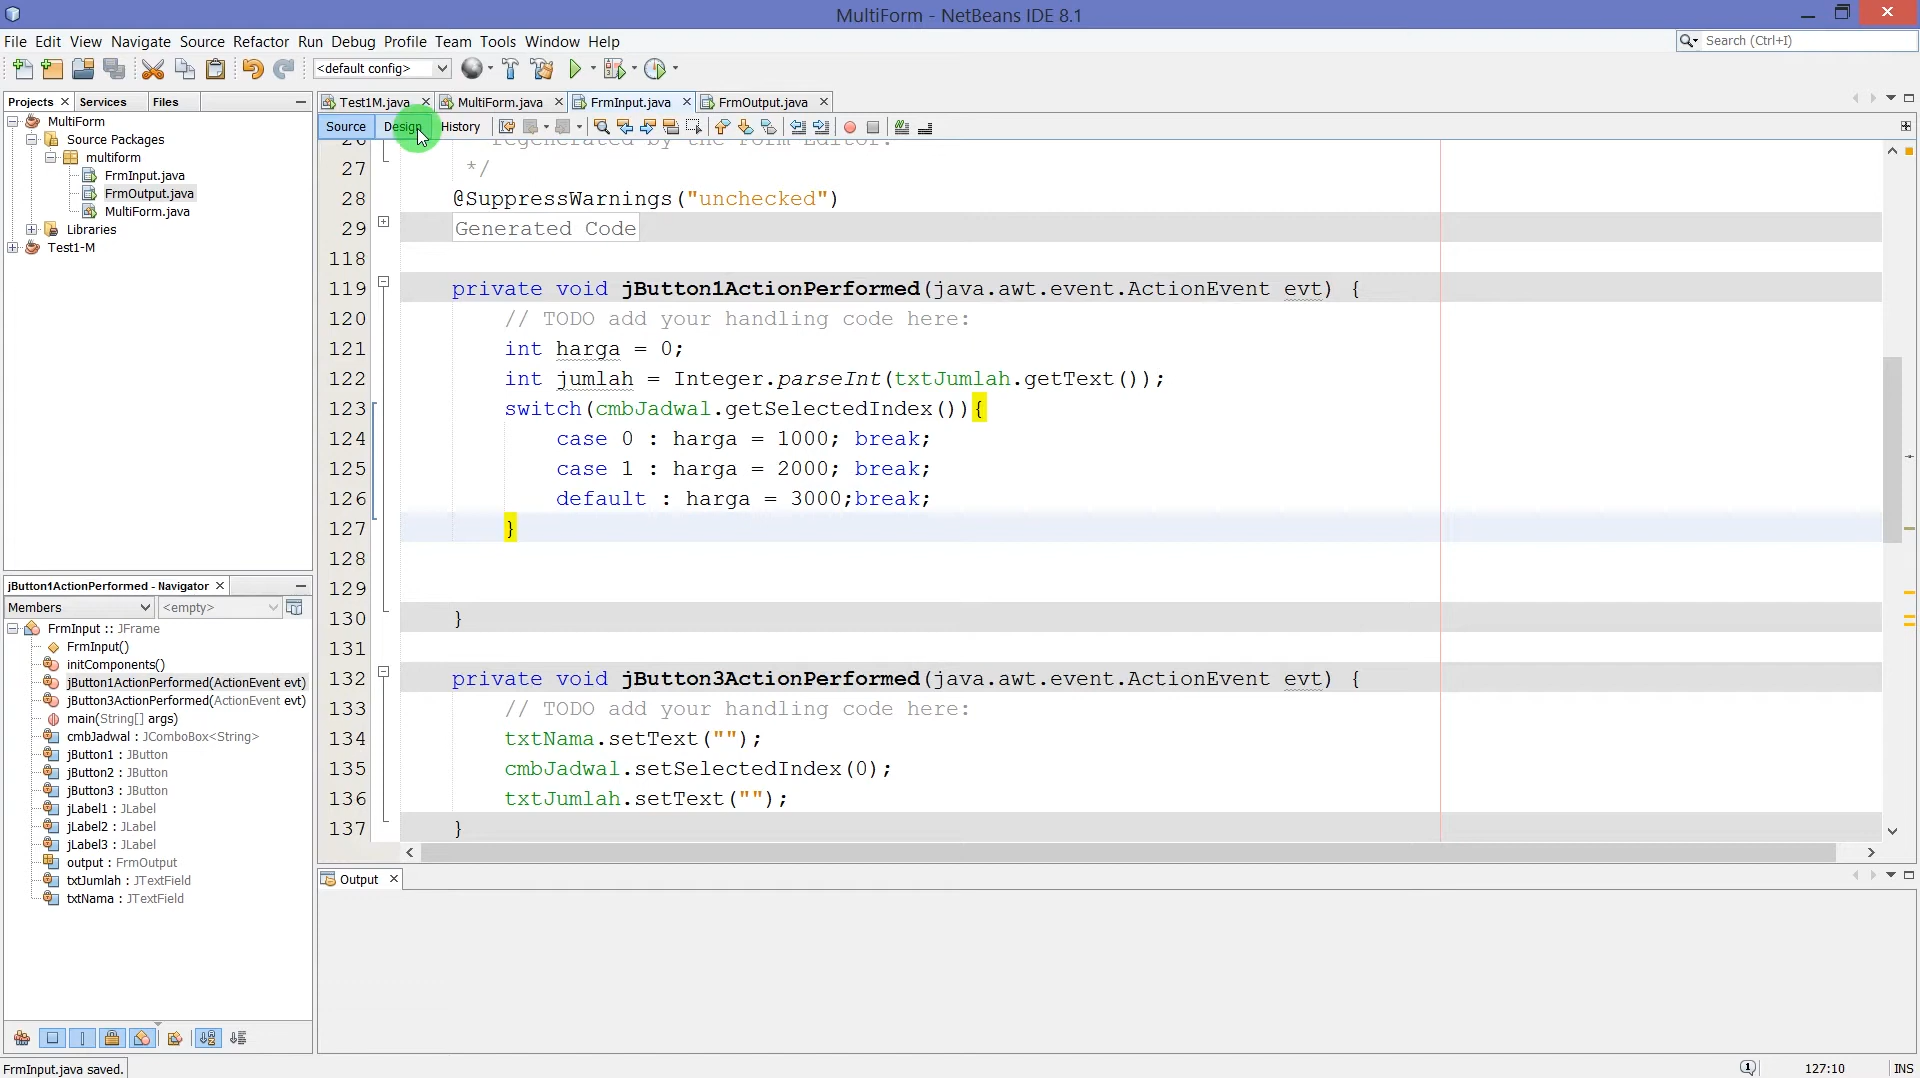 MultiForm - NetBeans IDE 8.1
File Edit View Navigate Source Refactor Run Debug Profile Team Tools Window Help
Search (Ctrl+I)
<default config>
Projects Services Files
MultiForm
Source Packages
multiform
FrmInput.java
FrmOutput.java
MultiForm.java
Libraries
Test1-M
Test1M.java MultiForm.java FrmInput.java FrmOutput.java
Source Design History
26 regenerated by the Form Editor.
27 */
28 @SuppressWarnings("unchecked")
29 Generated Code
118
119 private void jButton1ActionPerformed(java.awt.event.ActionEvent evt) {
120 // TODO add your handling code here:
121 int harga = 0;
122 int jumlah = Integer.parseInt(txtJumlah.getText());
123 switch(cmbJadwal.getSelectedIndex()){
124 case 0 : harga = 1000; break;
125 case 1 : harga = 2000; break;
126 default : harga = 3000;break;
127 }
128
129
130 }
131
132 private void jButton3ActionPerformed(java.awt.event.ActionEvent evt) {
133 // TODO add your handling code here:
134 txtNama.setText("");
135 cmbJadwal.setSelectedIndex(0);
136 txtJumlah.setText("");
137 }
jButton1ActionPerformed - Navigator
Members <empty>
FrmInput :: JFrame
FrmInput()
initComponents()
jButton1ActionPerformed(ActionEvent evt)
jButton3ActionPerformed(ActionEvent evt)
main(String[] args)
cmbJadwal : JComboBox<String>
jButton1 : JButton
jButton2 : JButton
jButton3 : JButton
jLabel1 : JLabel
jLabel2 : JLabel
jLabel3 : JLabel
output : FrmOutput
txtJumlah : JTextField
txtNama : JTextField
Output
FrmInput.java saved.
127:10 INS